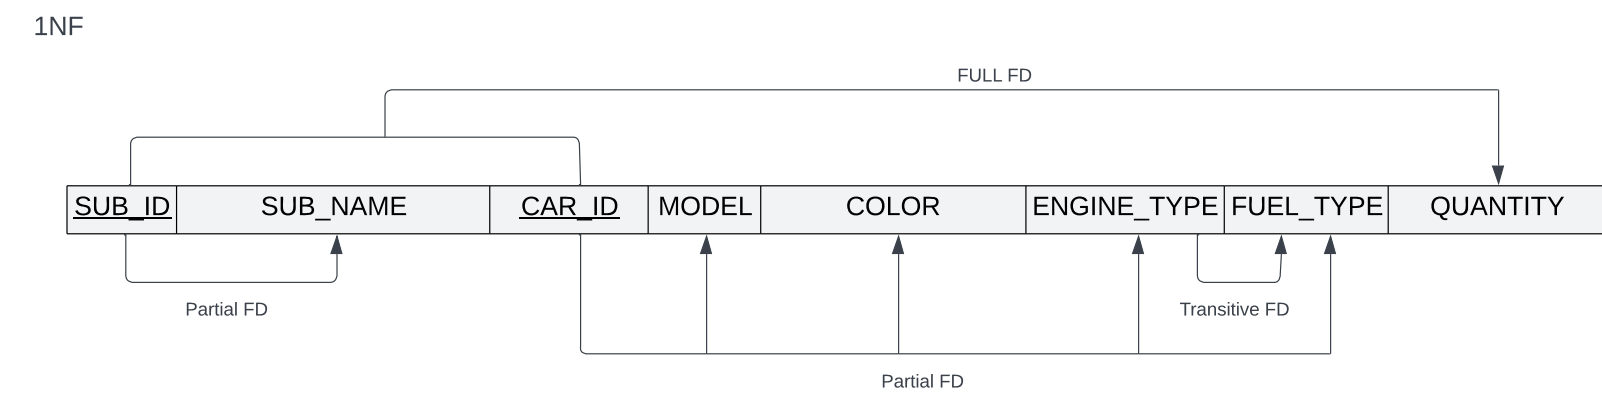 1NF
FULL FD
SUB_ID SUB_NAME CAR_ID MODEL COLOR ENGINE_TYPE FUEL_TYPE QUANTITY
Partial FD
Transitive FD
Partial FD